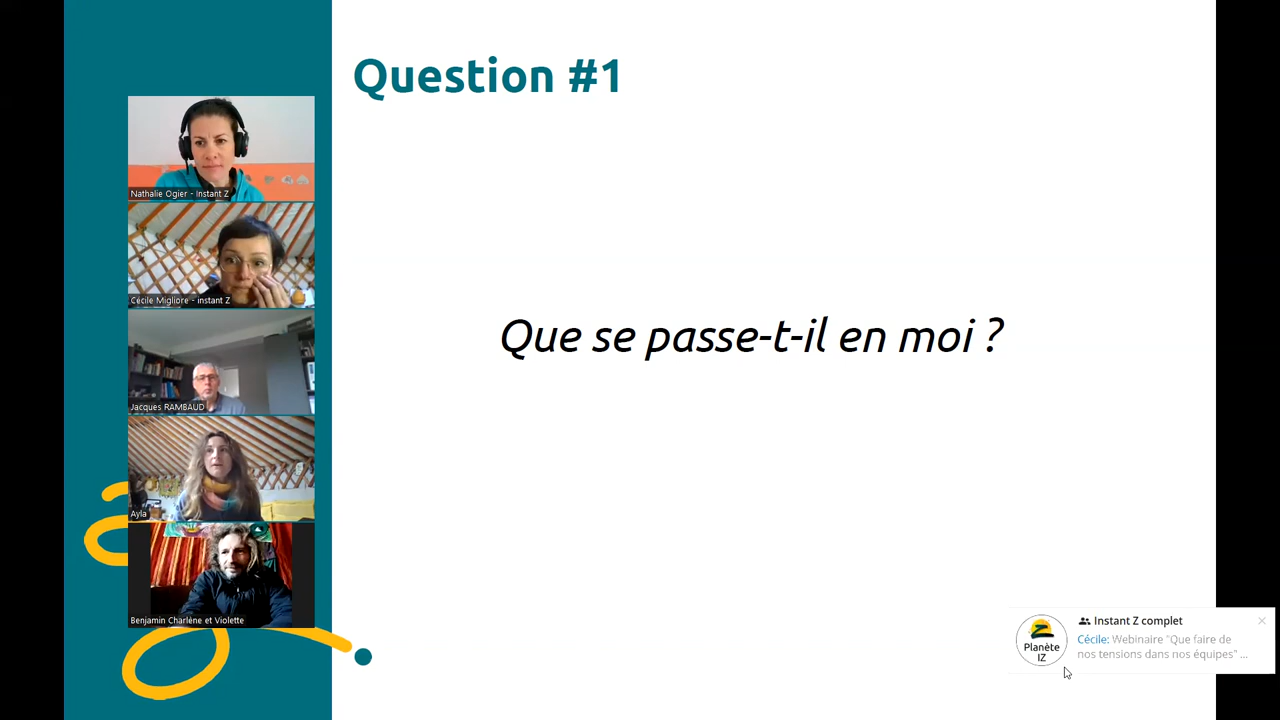 Question #1
Nathalie Ogier - Instant Z
Cécile Migliore - instant Z
Jacques RAMBAUD
Ayla
Benjamin Charlène et Violette
Que se passe-t-il en moi ?
Z
Planète
IZ
Instant Z complet
Cécile: Webinaire "Que faire de
nos tensions dans nos équipes" ...